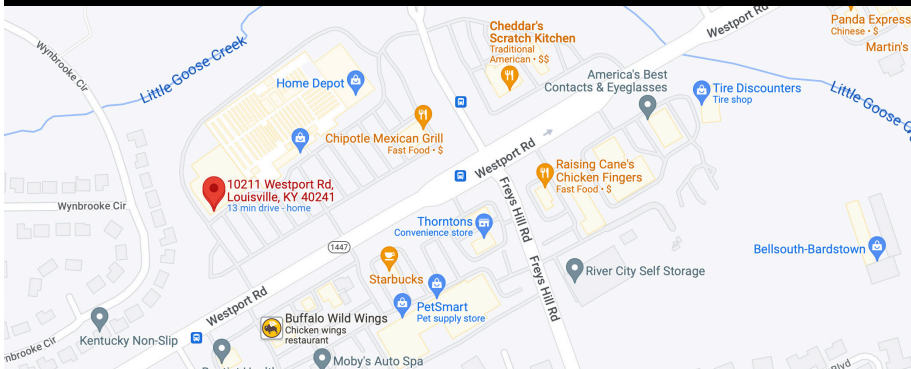 Cheddar's
Scratch Kitchen
Traditional
American • $$
Westport Rd
Panda Express
Chinese • $
Martin's
Wynbrooke Cir
Little Goose Creek
Home Depot
America's Best
Contacts & Eyeglasses
Tire Discounters
Tire shop
Little Goose
Chipotle Mexican Grill
Fast Food • $
Westport Rd
Raising Cane's
Chicken Fingers
Fast Food • $
10211 Westport Rd,
Louisville, KY 40241
13 min drive - home
Wynbrooke Cir
Freys Hill Rd
Thorntons
Convenience store
1447
Bellsouth-Bardstown
Starbucks
River City Self Storage
Freys Hill Rd
Westport Rd
PetSmart
Pet supply store
Buffalo Wild Wings
Chicken wings
restaurant
Kentucky Non-Slip
nbrooke Cir
Moby's Auto Spa